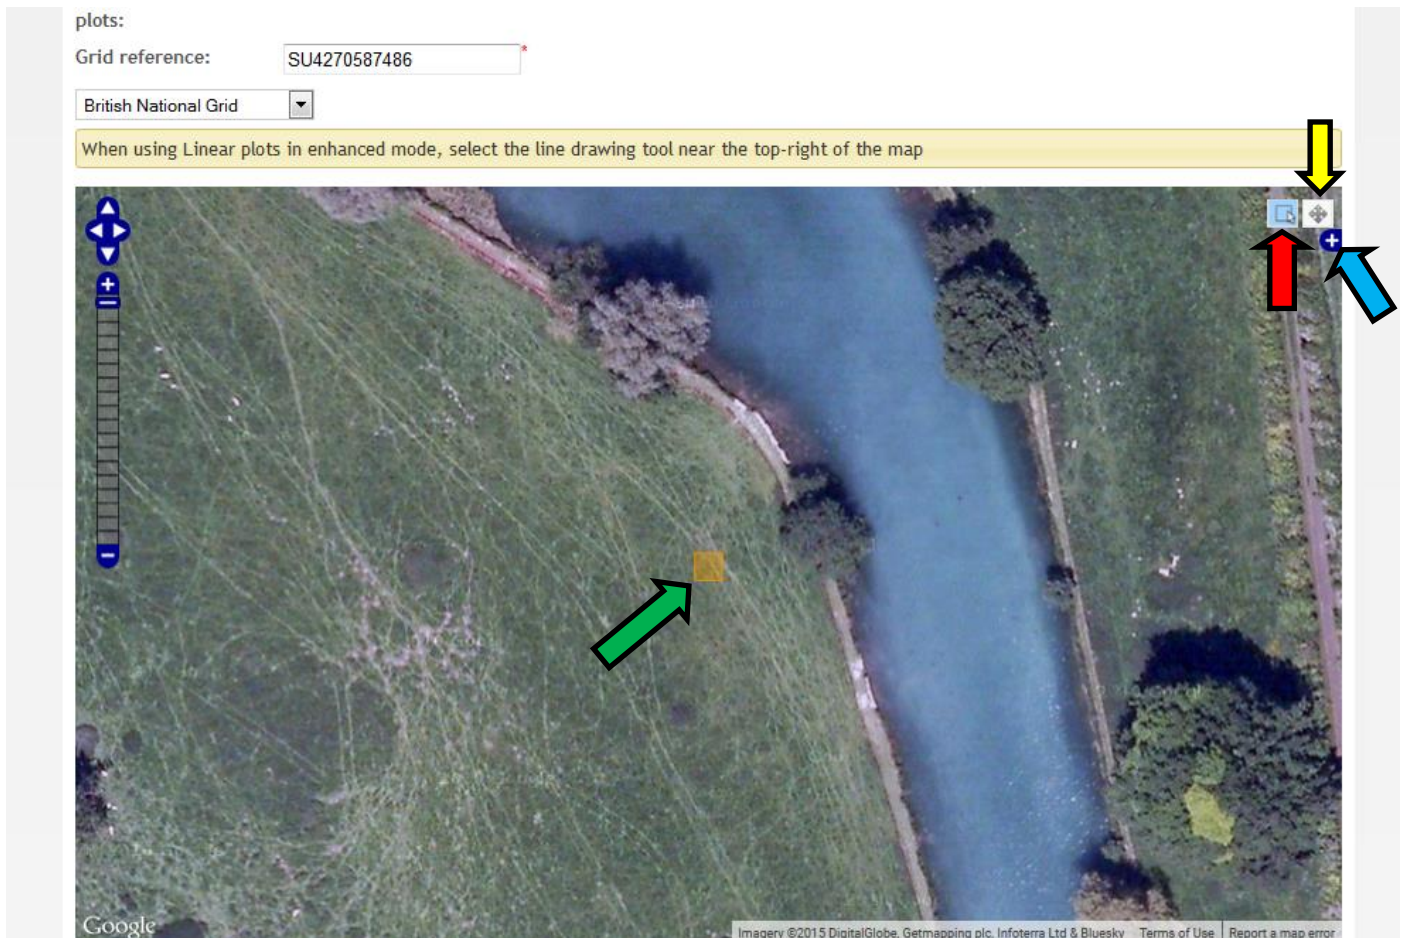 plots:
Grid reference:
SU4270587486
*
British National Grid
When using Linear plots in enhanced mode, select the line drawing tool near the top-right of the map
Google
Imagery ©2015 DigitalGlobe, Getmapping plc, Infoterra Ltd & Bluesky
Terms of Use
Report a map error